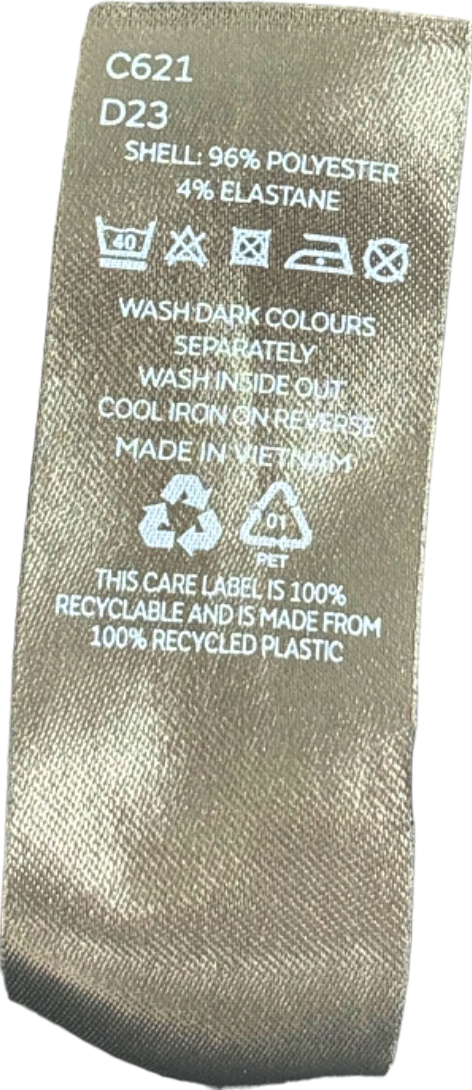 C621
D23
SHELL: 96% POLYESTER
4% ELASTANE
40
WASH DARK COLOURS
SEPARATELY
WASH INSIDE OUT
COOL IRON ON REVERSE
MADE IN VIETNAM
01
PET
THIS CARE LABEL IS 100%
RECYCLABLE AND IS MADE FROM
100% RECYCLED PLASTIC